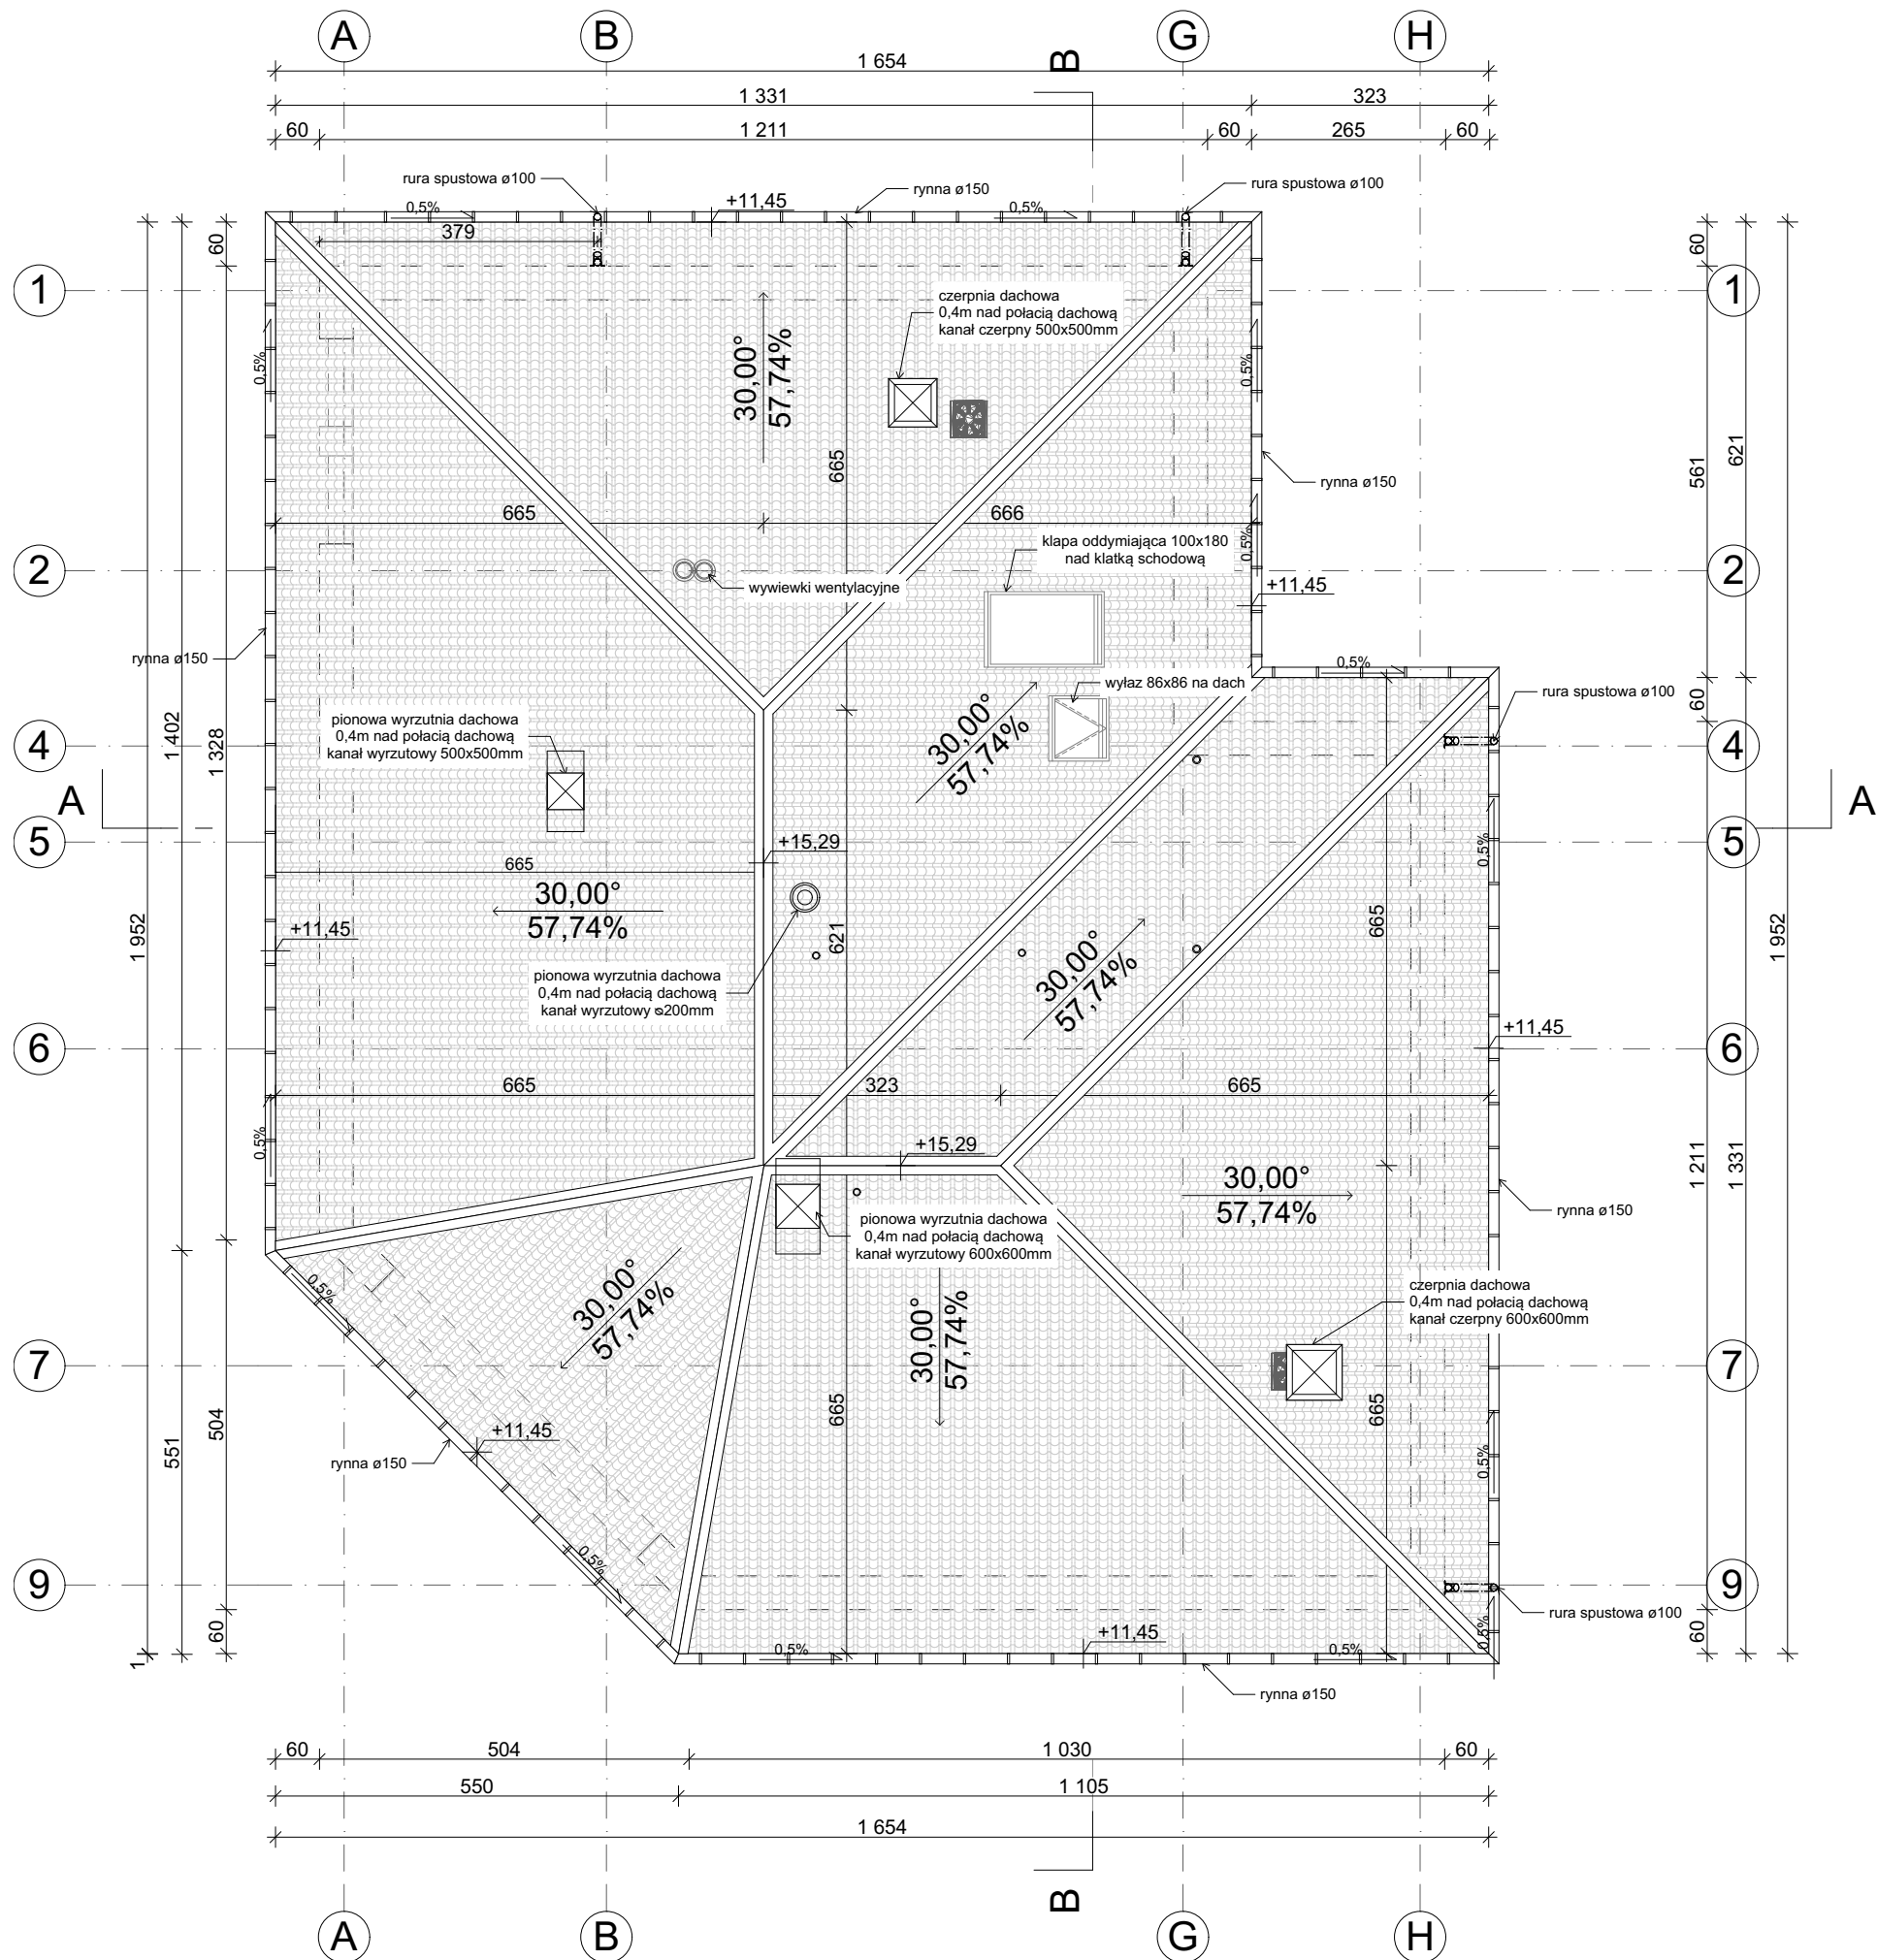 A
B
G
H
1 654
B
1 331
323
60
1 211
60
265
60
rura spustowa ø100
rynna ø150
rura spustowa ø100
0,5%
+11,45
0,5%
379
60
60
1
1
czerpnia dachowa
0,4m nad połacią dachową
kanał czerpny 500x500mm
0,5%
0,5%
30,00°
57,74%
665
561
621
rynna ø150
665
666
0,5%
klapa oddymiająca 100x180
nad klatką schodową
2
2
wywiewki wentylacyjne
+11,45
rynna ø150
0,5%
60
wyłaz 86x86 na dach
rura spustowa ø100
pionowa wyrzutnia dachowa
0,4m nad połacią dachową
kanał wyrzutowy 500x500mm
30,00°
57,74%
1 402
1 328
4
4
A
A
5
5
+15,29
0,5%
665
30,00°
57,74%
665
1 952
1 952
+11,45
621
30,00°
57,74%
pionowa wyrzutnia dachowa
0,4m nad połacią dachową
kanał wyrzutowy ⌀200mm
+11,45
6
6
665
323
665
0,5%
+15,29
1 211
1 331
30,00°
57,74%
rynna ø150
pionowa wyrzutnia dachowa
0,4m nad połacią dachową
kanał wyrzutowy 600x600mm
0,5%
30,00°
57,74%
30,00°
57,74%
czerpnia dachowa
0,4m nad połacią dachową
kanał czerpny 600x600mm
7
7
665
665
504
551
+11,45
rynna ø150
0,5%
0,5%
9
9
rura spustowa ø100
60
60
0,5%
+11,45
0,5%
0,5%
1
rynna ø150
60
504
1 030
60
550
1 105
1 654
B
A
B
G
H